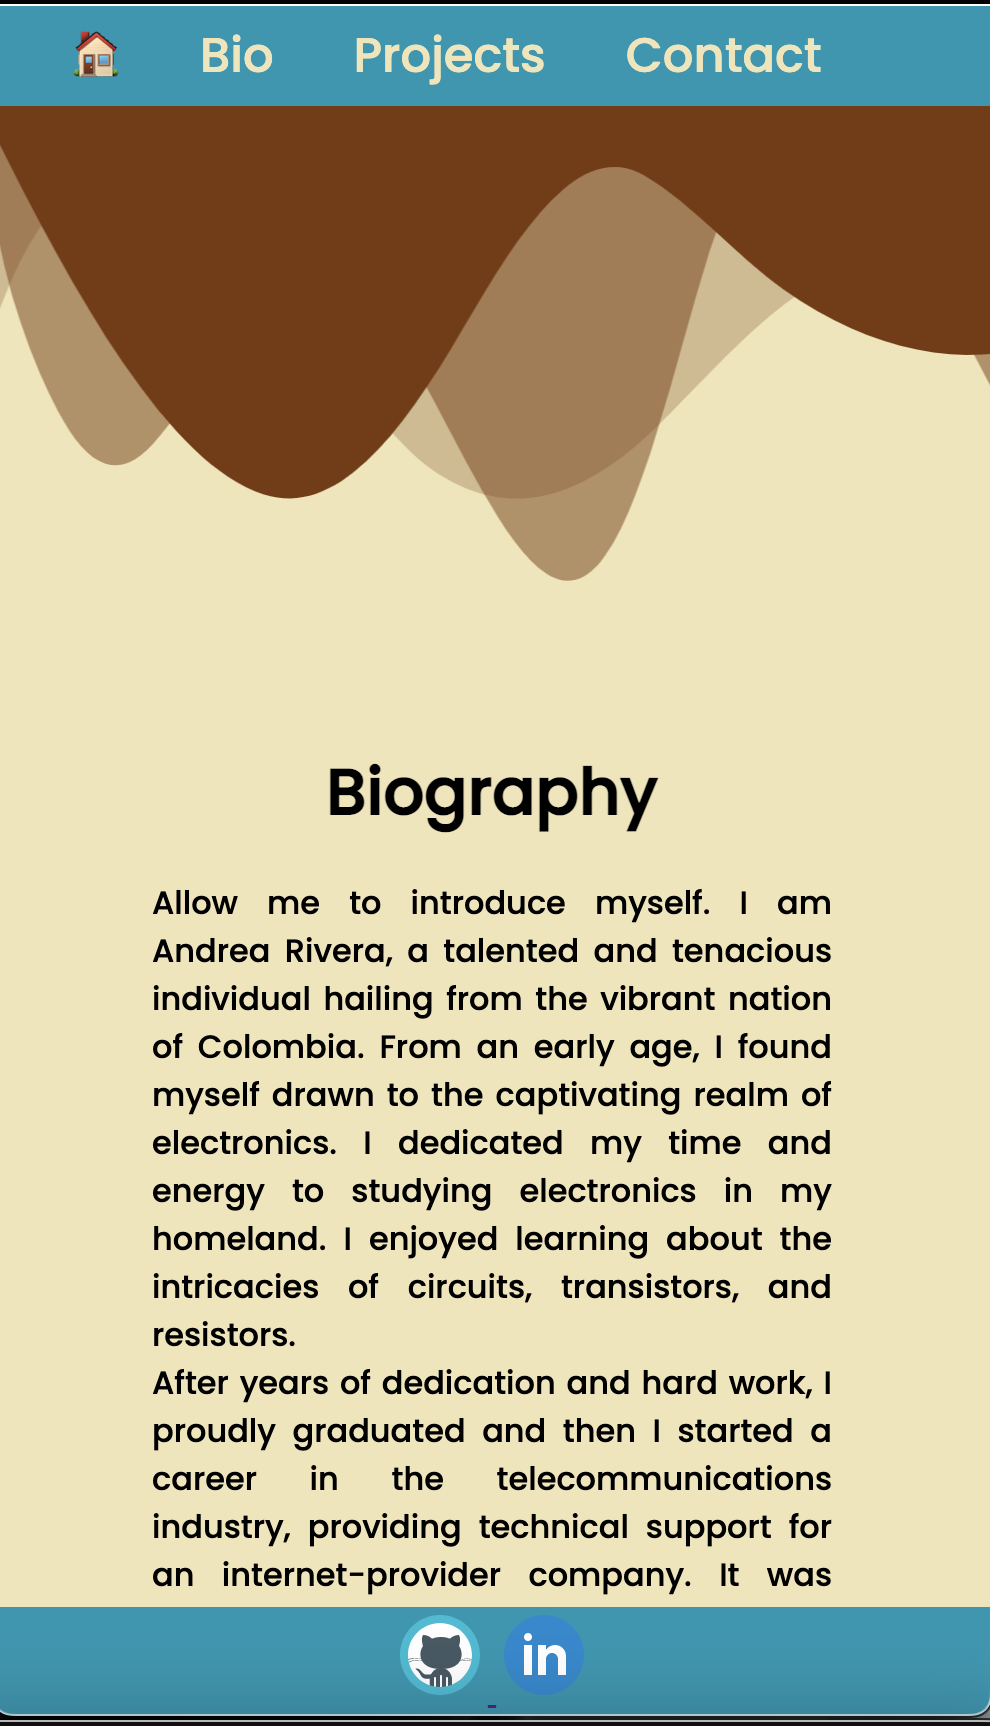 Bio Projects Contact
Biography
Allow me to introduce myself. I am
Andrea Rivera, a talented and tenacious
individual hailing from the vibrant nation
of Colombia. From an early age, I found
myself drawn to the captivating realm of
electronics. I dedicated my time and
energy to studying electronics in my
homeland. I enjoyed learning about the
intricacies of circuits, transistors, and
resistors.
After years of dedication and hard work, I
proudly graduated and then I started a
career in the telecommunications
industry, providing technical support for
an internet-provider company. It was
in